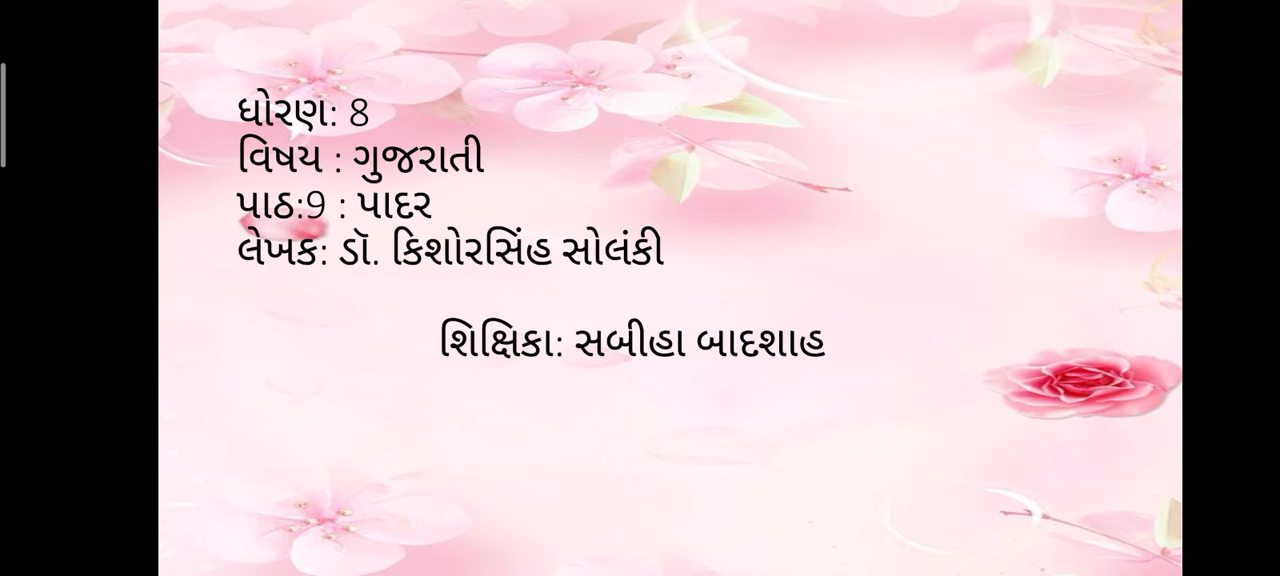 ધોરણ: 8
વિષય : ગુજરાતી
પાઠ:9 : પાદર
લેખક: ડૉ. કિશોરસિંહ સોલંકી
શિક્ષિકા: સબીહા બાદશાહ